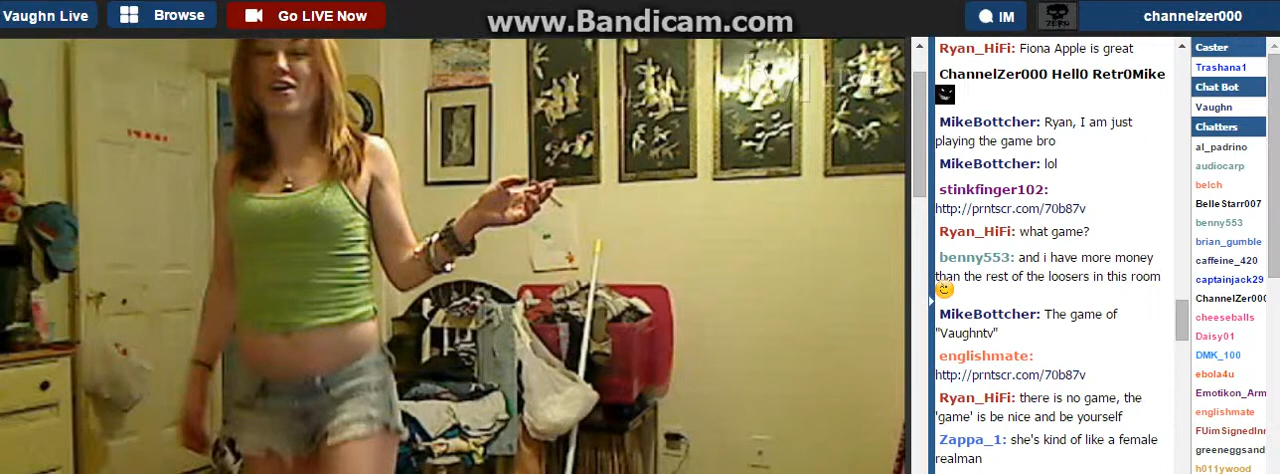 Vaughn Live
Browse
Go LIVE Now
www.Bandicam.com
IM
channelzer000
Ryan_HiFi: Fiona Apple is great
ChannelZer000 Hell0 Retr0Mike
MikeBottcher: Ryan, I am just
playing the game bro
MikeBottcher: lol
stinkfinger102:
http://prntscr.com/70b87v
Ryan_HiFi: what game?
benny553: and i have more money
than the rest of the loosers in this room
MikeBottcher: The game of
"Vaughntv"
englishmate:
http://prntscr.com/70b87v
Ryan_HiFi: there is no game, the
'game' is be nice and be yourself
Zappa_1: she's kind of like a female
realman
Caster
Trashana1
Chat Bot
Vaughn
Chatters
al_padrino
audiocarp
belch
BelleStarr007
benny553
brian_gumble
caffeine_420
captainjack29
ChannelZer000
cheeseballs
Daisy01
DMK_100
ebola4u
Emotikon_Arm
englishmate
FUimSignedInn
greeneggsand
h011ywood